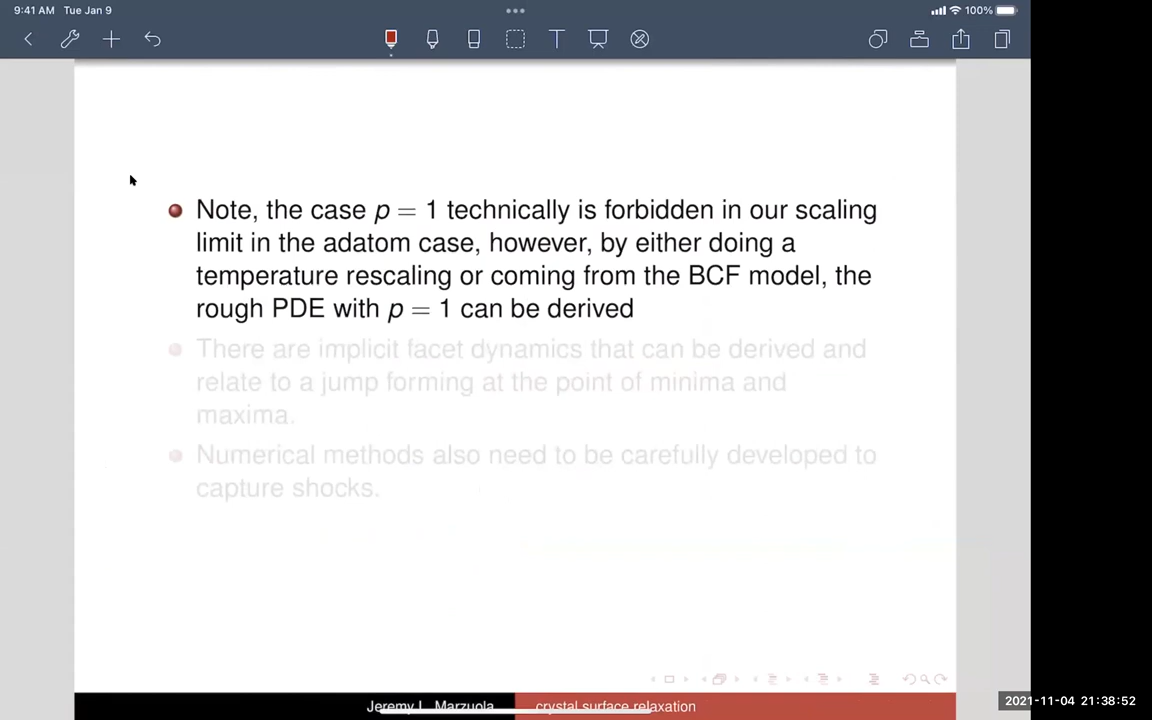 9:41 AM Tue Jan 9
100%
Note, the case p = 1 technically is forbidden in our scaling
limit in the adatom case, however, by either doing a
temperature rescaling or coming from the BCF model, the
rough PDE with p = 1 can be derived
There are implicit facet dynamics that can be derived and
relate to a jump forming at the point of minima and
maxima.
Numerical methods also need to be carefully developed to
capture shocks.
Jeremy L. Marzuola crystal surface relaxation
2021-11-04 21:38:52